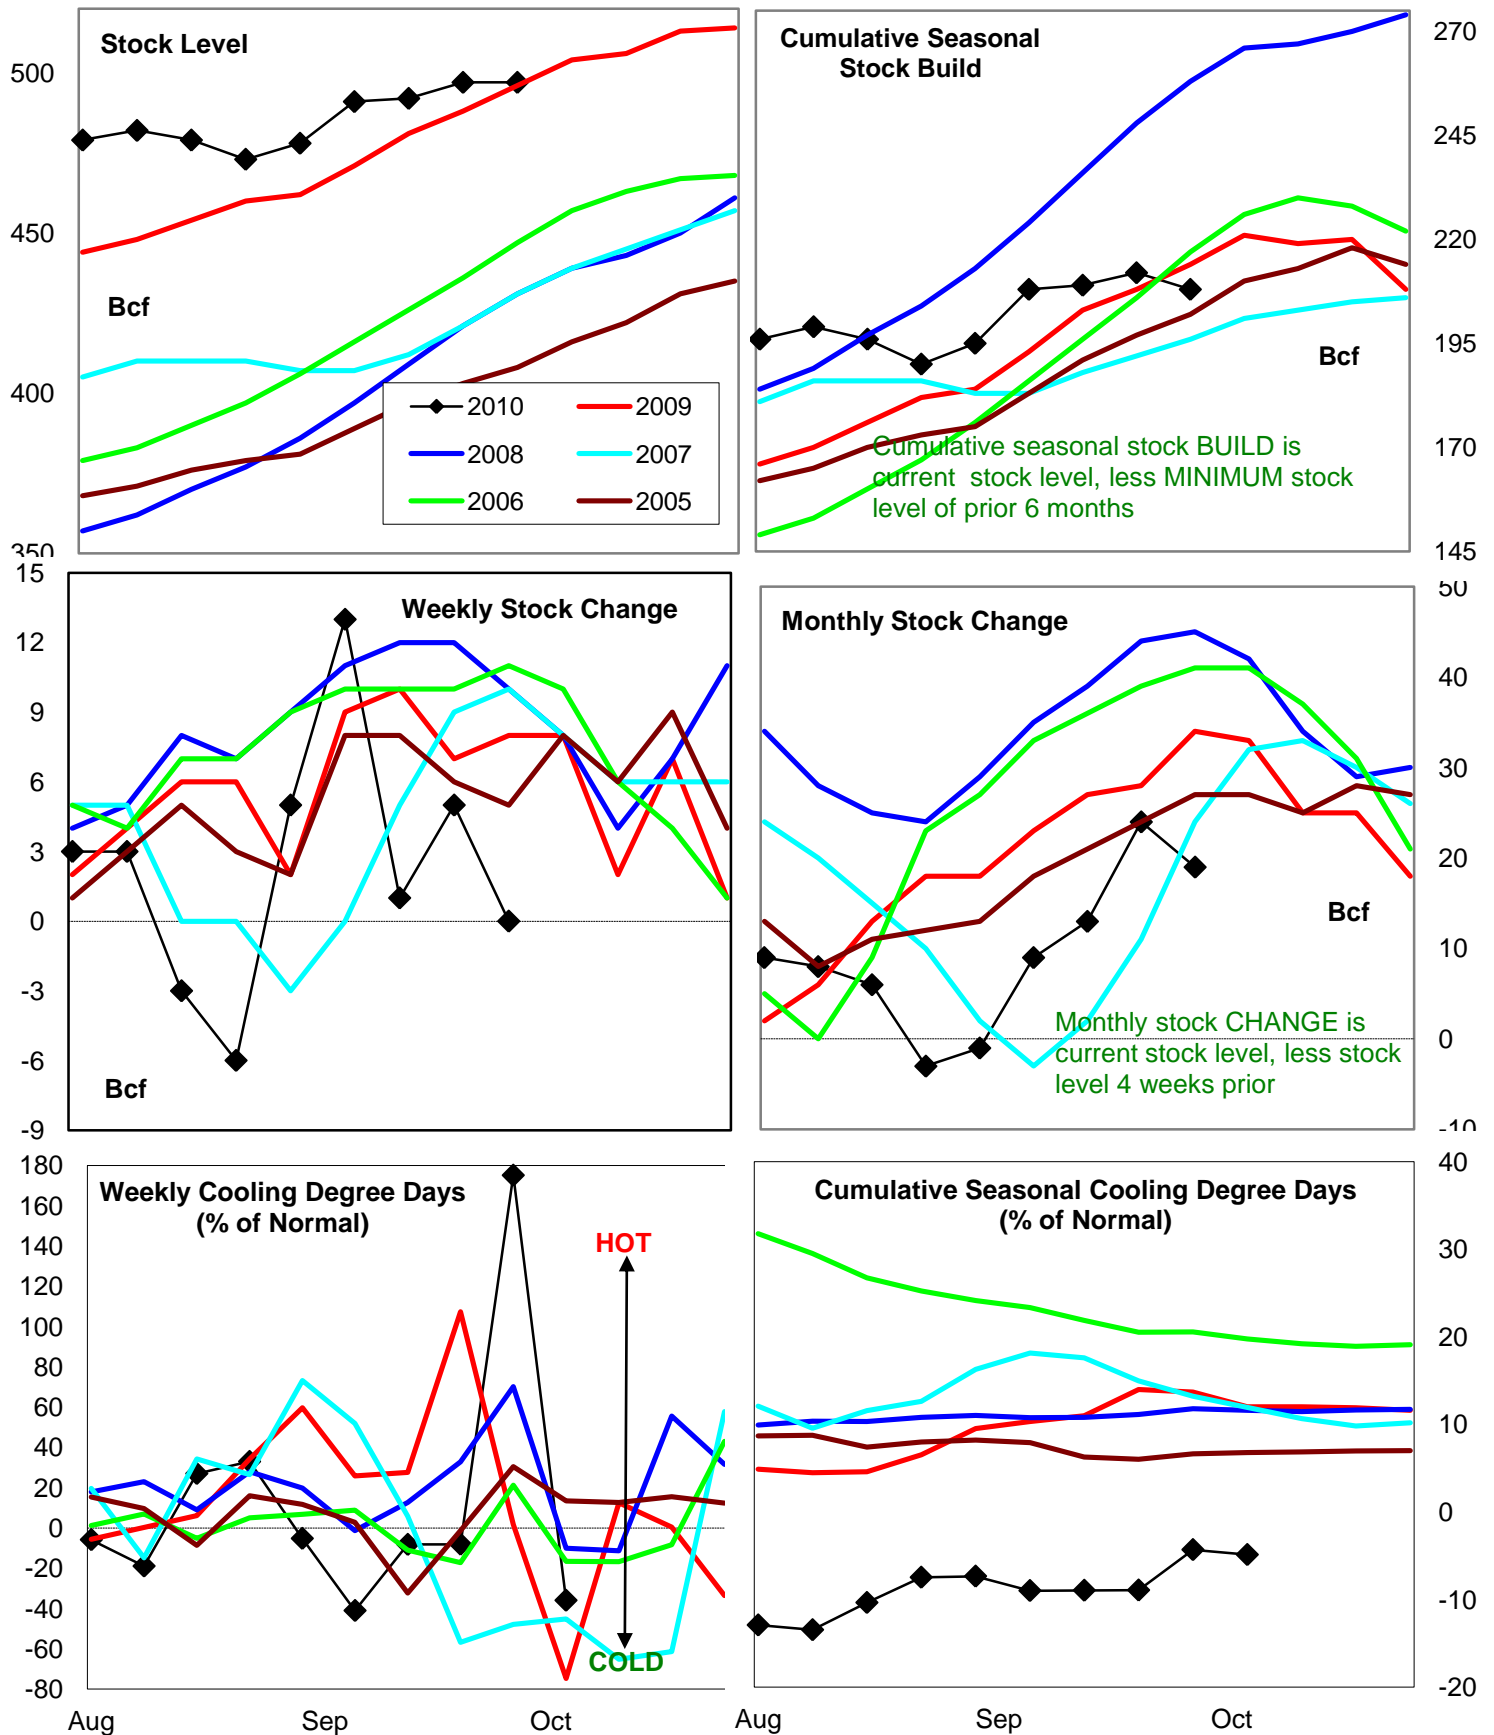 Stock Level
500
450
400
350
Bcf
2010
2009
2008
2007
2006
2005
Cumulative Seasonal
Stock Build
270
245
220
195
170
145
Bcf
Cumulative seasonal stock BUILD is
current stock level, less MINIMUM stock
level of prior 6 months
Weekly Stock Change
15
12
9
6
3
0
-3
-6
-9
Bcf
Monthly Stock Change
50
40
30
20
10
0
-10
Bcf
Monthly stock CHANGE is
current stock level, less stock
level 4 weeks prior
Weekly Cooling Degree Days
(% of Normal)
180
160
140
120
100
80
60
40
20
0
-20
-40
-60
-80
HOT
COLD
Aug
Sep
Oct
Cumulative Seasonal Cooling Degree Days
(% of Normal)
40
30
20
10
0
-10
-20
Aug
Sep
Oct